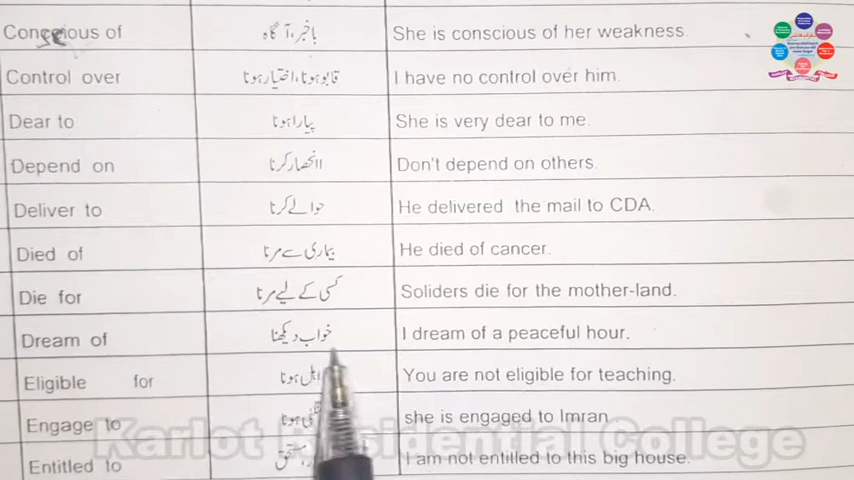 Conscious of باخبر، آگاہ She is conscious of her weakness.
Control over قابو ہونا، اختیار ہونا I have no control over him.
Dear to پیارا ہونا She is very dear to me.
Depend on اانحصار کرنا Don't depend on others.
Deliver to حوالے کرنا He delivered the mail to CDA.
Died of بیماری سے مرنا He died of cancer.
Die for کسی کے لیے مرنا Soliders die for the mother-land.
Dream of خواب دیکھنا I dream of a peaceful hour.
Eligible for اہل ہونا You are not eligible for teaching.
Engage to ہونا she is engaged to Imran
Entitled to مستحق I am not entitled to this big house.
Karlot Residential College